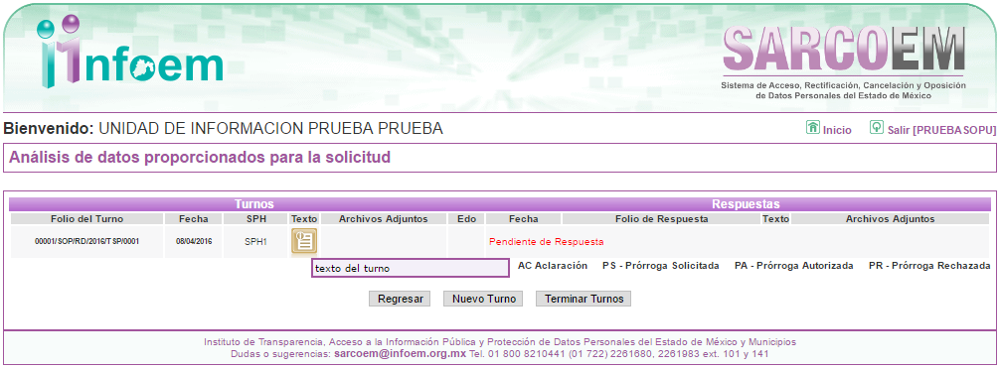 infoem
SARCOEM
Sistema de Acceso, Rectificación, Cancelación y Oposición
de Datos Personales del Estado de México
Bienvenido: UNIDAD DE INFORMACION PRUEBA PRUEBA
Inicio Salir [PRUEBASOPU]
Análisis de datos proporcionados para la solicitud
Turnos Respuestas
Folio del Turno Fecha SPH Texto Archivos Adjuntos Edo Fecha Folio de Respuesta Texto Archivos Adjuntos
00001/SOP/RD/2016/TSP/0001 08/04/2016 SPH1 Pendiente de Respuesta
texto del turno AC Aclaración PS - Prórroga Solicitada PA - Prórroga Autorizada PR - Prórroga Rechazada
Regresar Nuevo Turno Terminar Turnos
Instituto de Transparencia, Acceso a la Información Pública y Protección de Datos Personales del Estado de México y Municipios
Dudas o sugerencias: sarcoem@infoem.org.mx Tel. 01 800 8210441 (01 722) 2261680, 2261983 ext. 101 y 141